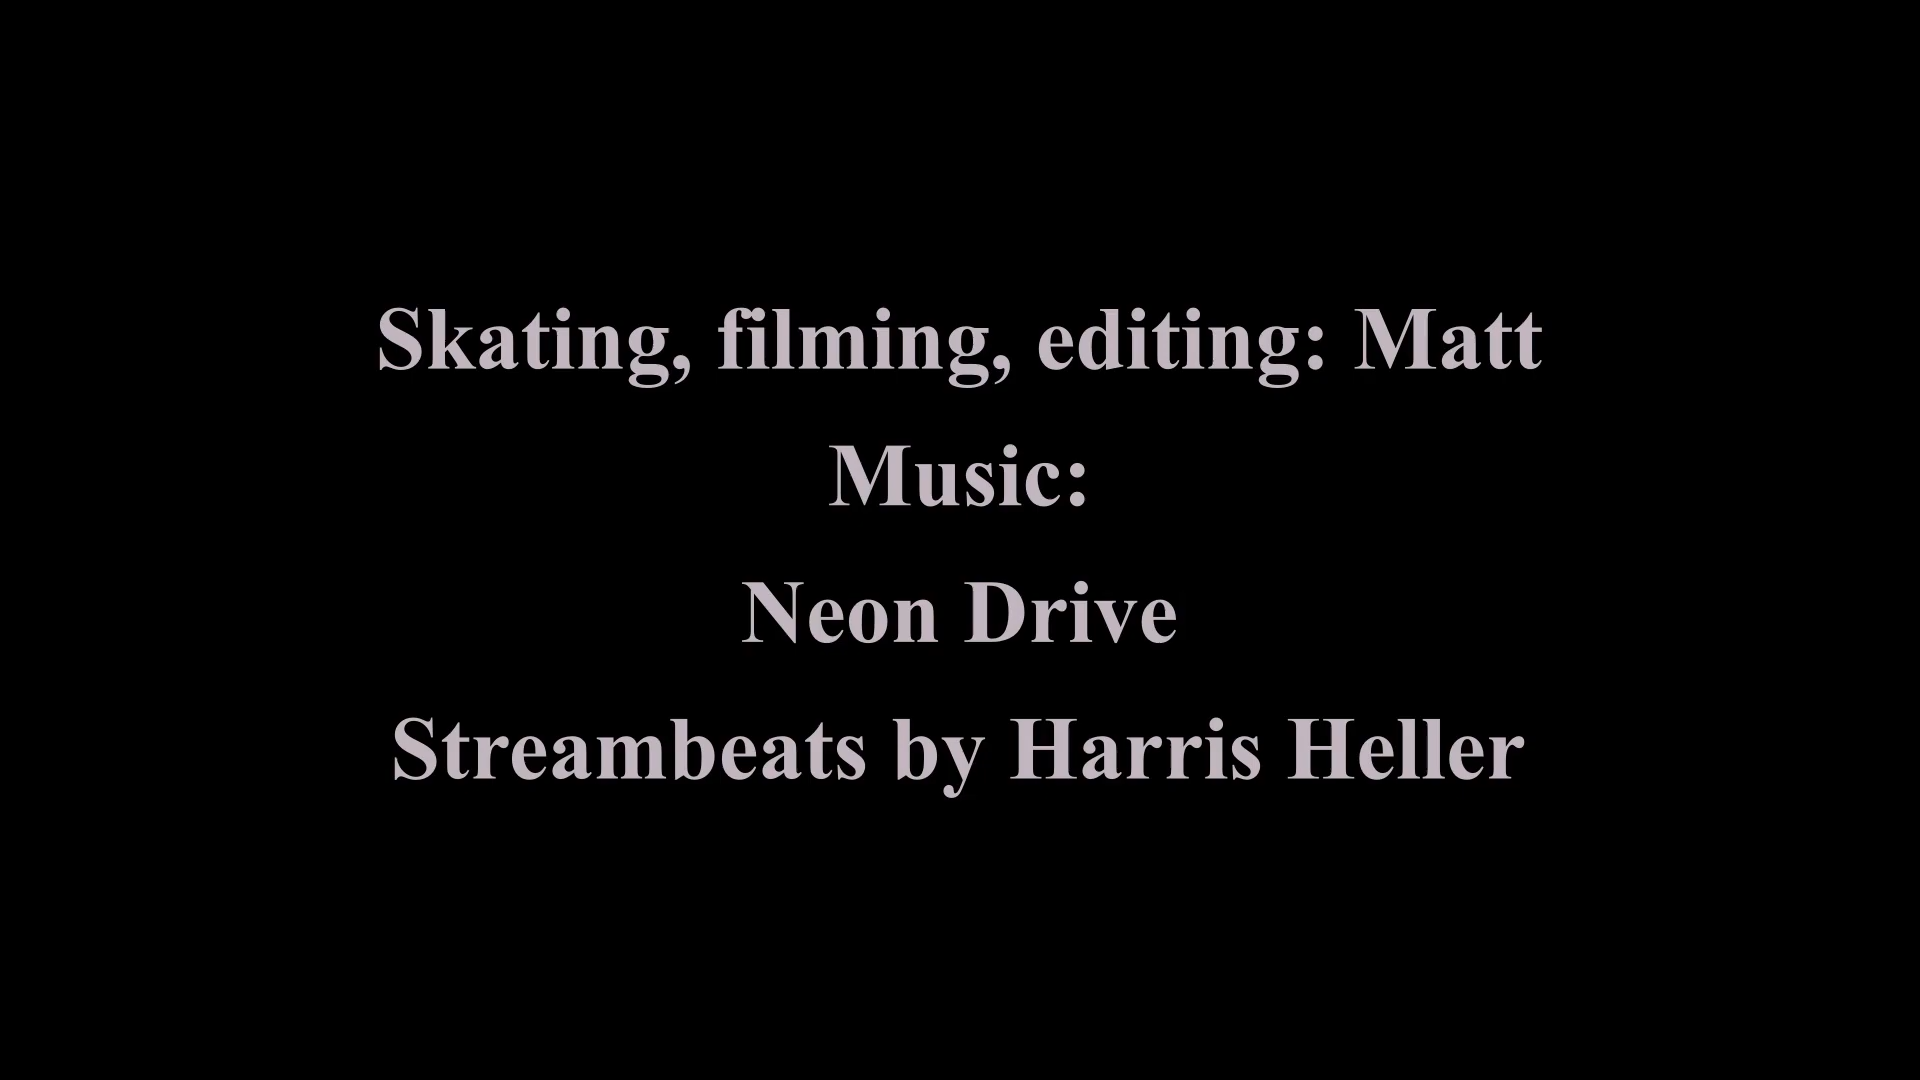 Skating, filming, editing: Matt
Music:
Neon Drive
Streambeats by Harris Heller